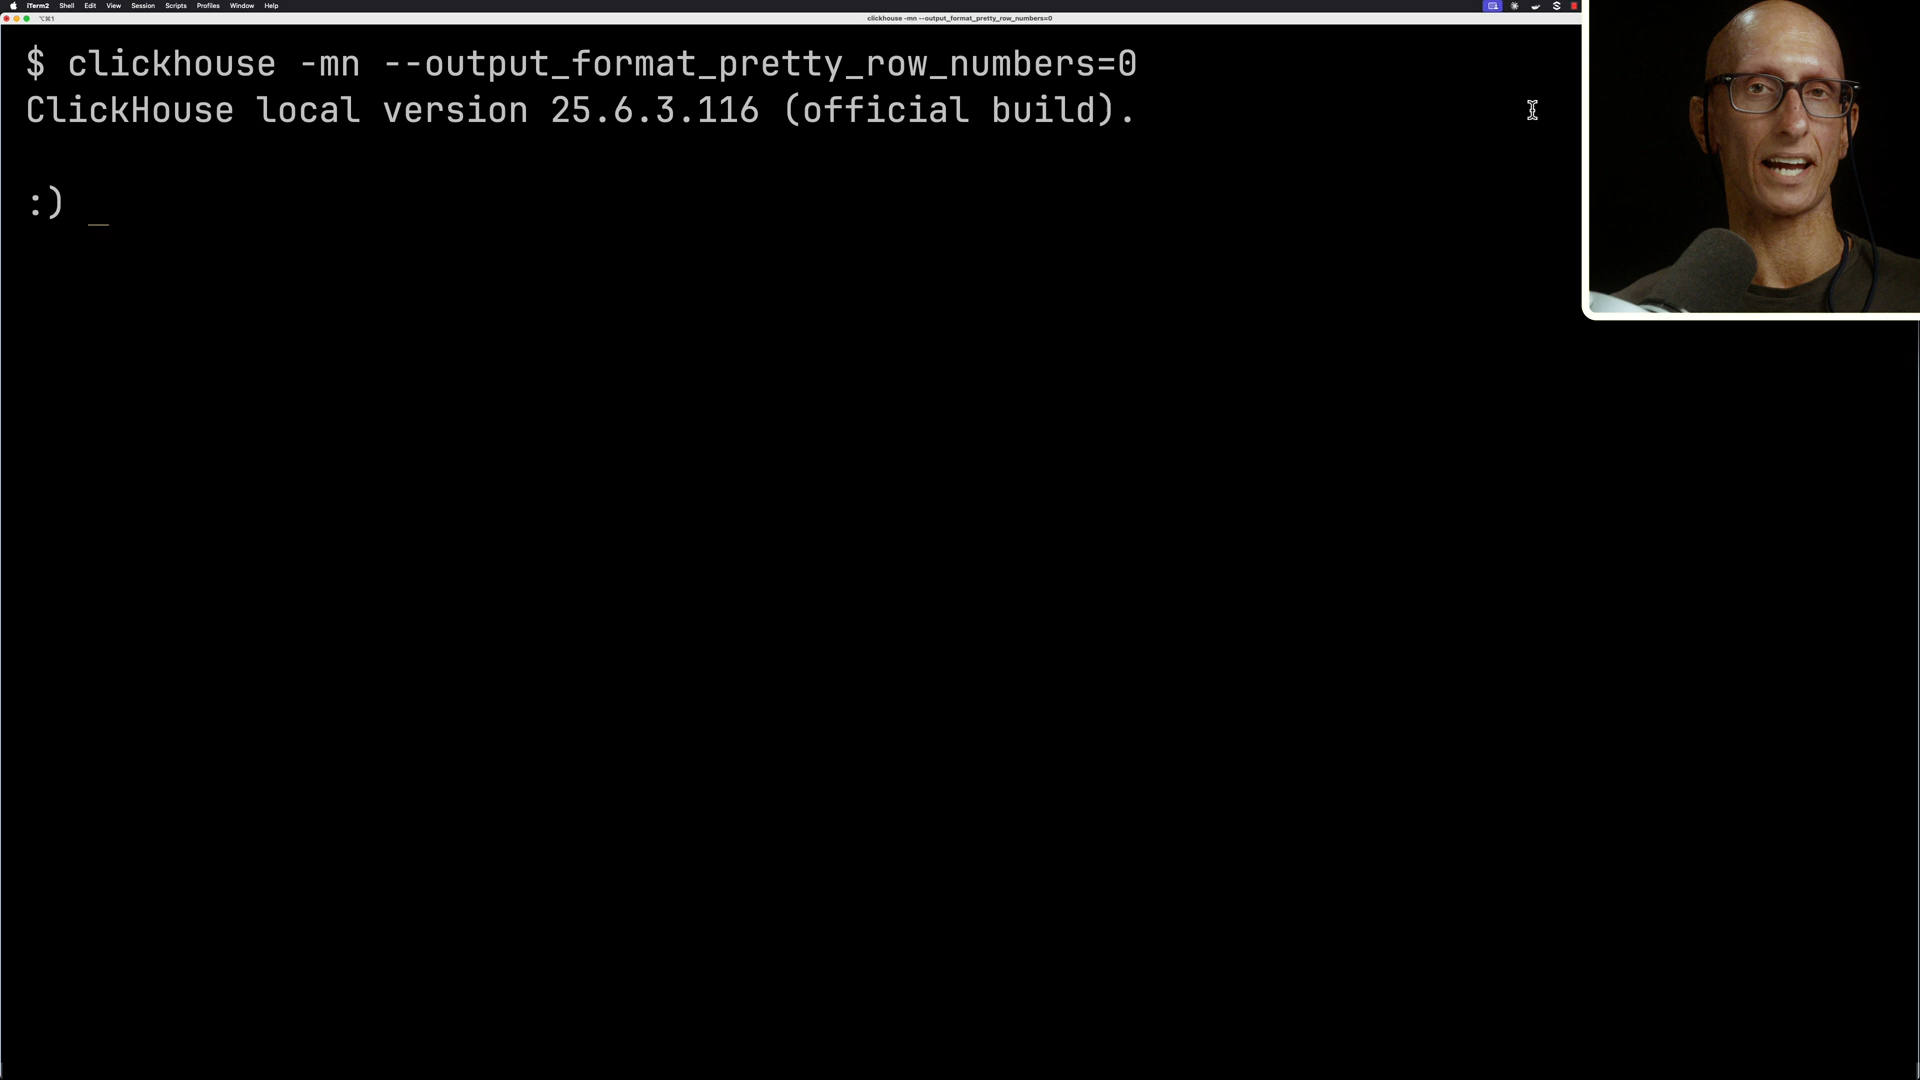 iTerm2 Shell Edit View Session Scripts Profiles Window Help
⌥⌘1
clickhouse -mn --output_format_pretty_row_numbers=0
$ clickhouse -mn --output_format_pretty_row_numbers=0
ClickHouse local version 25.6.3.116 (official build).
:) _